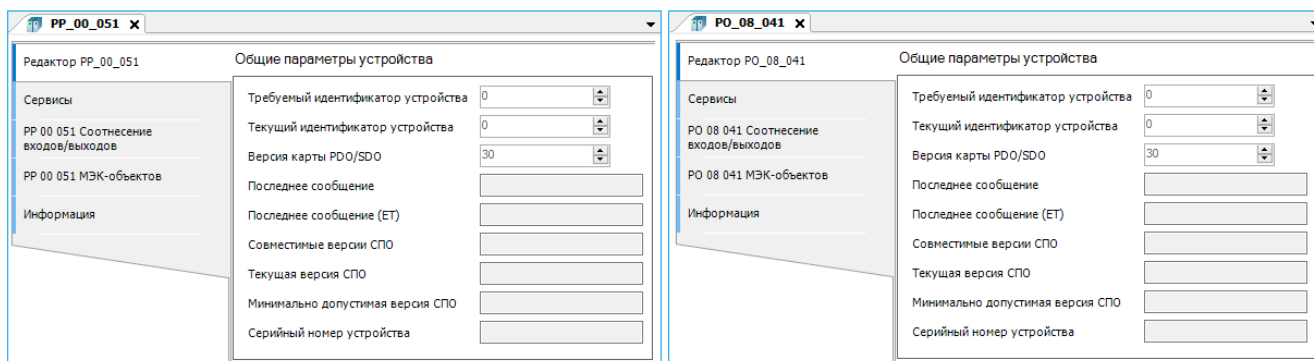 PP_00_051
Редактор PP_00_051
Сервисы
PP 00 051 Соотнесение
входов/выходов
PP 00 051 МЭК-объектов
Информация
Общие параметры устройства
Требуемый идентификатор устройства 0
Текущий идентификатор устройства 0
Версия карты PDO/SDO 30
Последнее сообщение
Последнее сообщение (ET)
Совместимые версии СПО
Текущая версия СПО
Минимально допустимая версия СПО
Серийный номер устройства
PO_08_041
Редактор PO_08_041
Сервисы
PO 08 041 Соотнесение
входов/выходов
PO 08 041 МЭК-объектов
Информация
Общие параметры устройства
Требуемый идентификатор устройства 0
Текущий идентификатор устройства 0
Версия карты PDO/SDO 30
Последнее сообщение
Последнее сообщение (ET)
Совместимые версии СПО
Текущая версия СПО
Минимально допустимая версия СПО
Серийный номер устройства